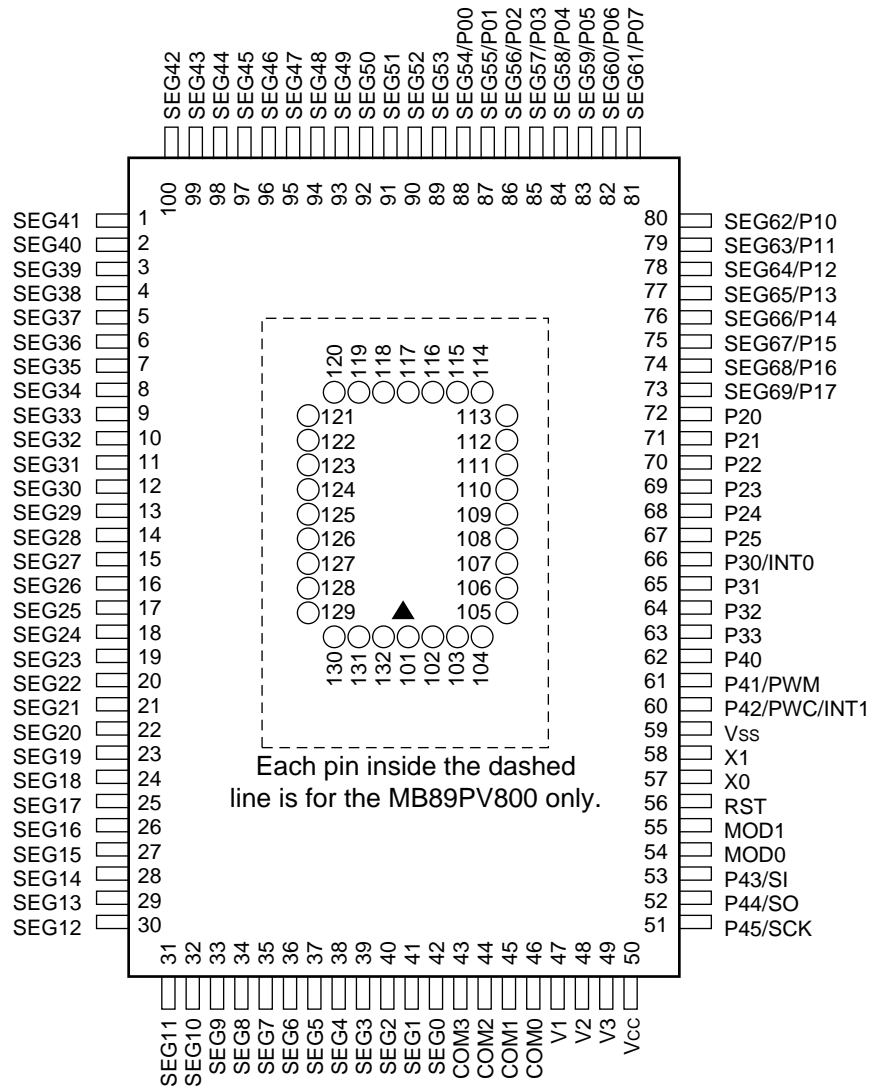 SEG42
SEG43
SEG44
SEG45
SEG46
SEG47
SEG48
SEG49
SEG50
SEG51
SEG52
SEG53
SEG54/P00
SEG55/P01
SEG56/P02
SEG57/P03
SEG58/P04
SEG59/P05
SEG60/P06
SEG61/P07
100
99
98
97
96
95
94
93
92
91
90
89
88
87
86
85
84
83
82
81
SEG41 1
SEG40 2
SEG39 3
SEG38 4
SEG37 5
SEG36 6
SEG35 7
SEG34 8
SEG33 9
SEG32 10
SEG31 11
SEG30 12
SEG29 13
SEG28 14
SEG27 15
SEG26 16
SEG25 17
SEG24 18
SEG23 19
SEG22 20
SEG21 21
SEG20 22
SEG19 23
SEG18 24
SEG17 25
SEG16 26
SEG15 27
SEG14 28
SEG13 29
SEG12 30
120
119
118
117
116
115
114
121
122
123
124
125
126
127
128
129
113
112
111
110
109
108
107
106
105
130
131
132
101
102
103
104
Each pin inside the dashed
line is for the MB89PV800 only.
80 SEG62/P10
79 SEG63/P11
78 SEG64/P12
77 SEG65/P13
76 SEG66/P14
75 SEG67/P15
74 SEG68/P16
73 SEG69/P17
72 P20
71 P21
70 P22
69 P23
68 P24
67 P25
66 P30/INT0
65 P31
64 P32
63 P33
62 P40
61 P41/PWM
60 P42/PWC/INT1
59 Vss
58 X1
57 X0
56 RST
55 MOD1
54 MOD0
53 P43/SI
52 P44/SO
51 P45/SCK
31
32
33
34
35
36
37
38
39
40
41
42
43
44
45
46
47
48
49
50
SEG11
SEG10
SEG9
SEG8
SEG7
SEG6
SEG5
SEG4
SEG3
SEG2
SEG1
SEG0
COM3
COM2
COM1
COM0
V1
V2
V3
Vcc